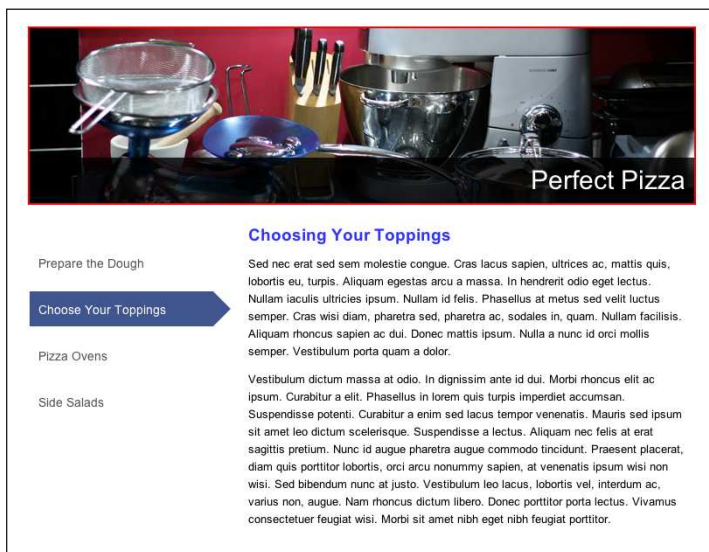 Perfect Pizza
Prepare the Dough
Choose Your Toppings
Pizza Ovens
Side Salads
Choosing Your Toppings
Sed nec erat sed sem molestie congue. Cras lacus sapien, ultrices ac, mattis quis,
lobortis eu, turpis. Aliquam egestas arcu a massa. In hendrerit odio eget lectus.
Nullam iaculis ultricies ipsum. Nullam id felis. Phasellus at metus sed velit luctus
semper. Cras wisi diam, pharetra sed, pharetra ac, sodales in, quam. Nullam facilisis.
Aliquam rhoncus sapien ac dui. Donec mattis ipsum. Nulla a nunc id orci mollis
semper. Vestibulum porta quam a dolor.
Vestibulum dictum massa at odio. In dignissim ante id dui. Morbi rhoncus elit ac
ipsum. Curabitur a elit. Phasellus in lorem quis turpis imperdiet accumsan.
Suspendisse potenti. Curabitur a enim sed lacus tempor venenatis. Mauris sed ipsum
sit amet leo dictum scelerisque. Suspendisse a lectus. Aliquam nec felis at erat
sagittis pretium. Nunc id augue pharetra augue commodo tincidunt. Praesent placerat,
diam quis porttitor lobortis, orci arcu nonummy sapien, at venenatis ipsum wisi non
wisi. Sed bibendum nunc at justo. Vestibulum leo lacus, lobortis vel, interdum ac,
varius non, augue. Nam rhoncus dictum libero. Donec porttitor porta lectus. Vivamus
consectetuer feugiat wisi. Morbi sit amet nibh eget nibh feugiat porttitor.